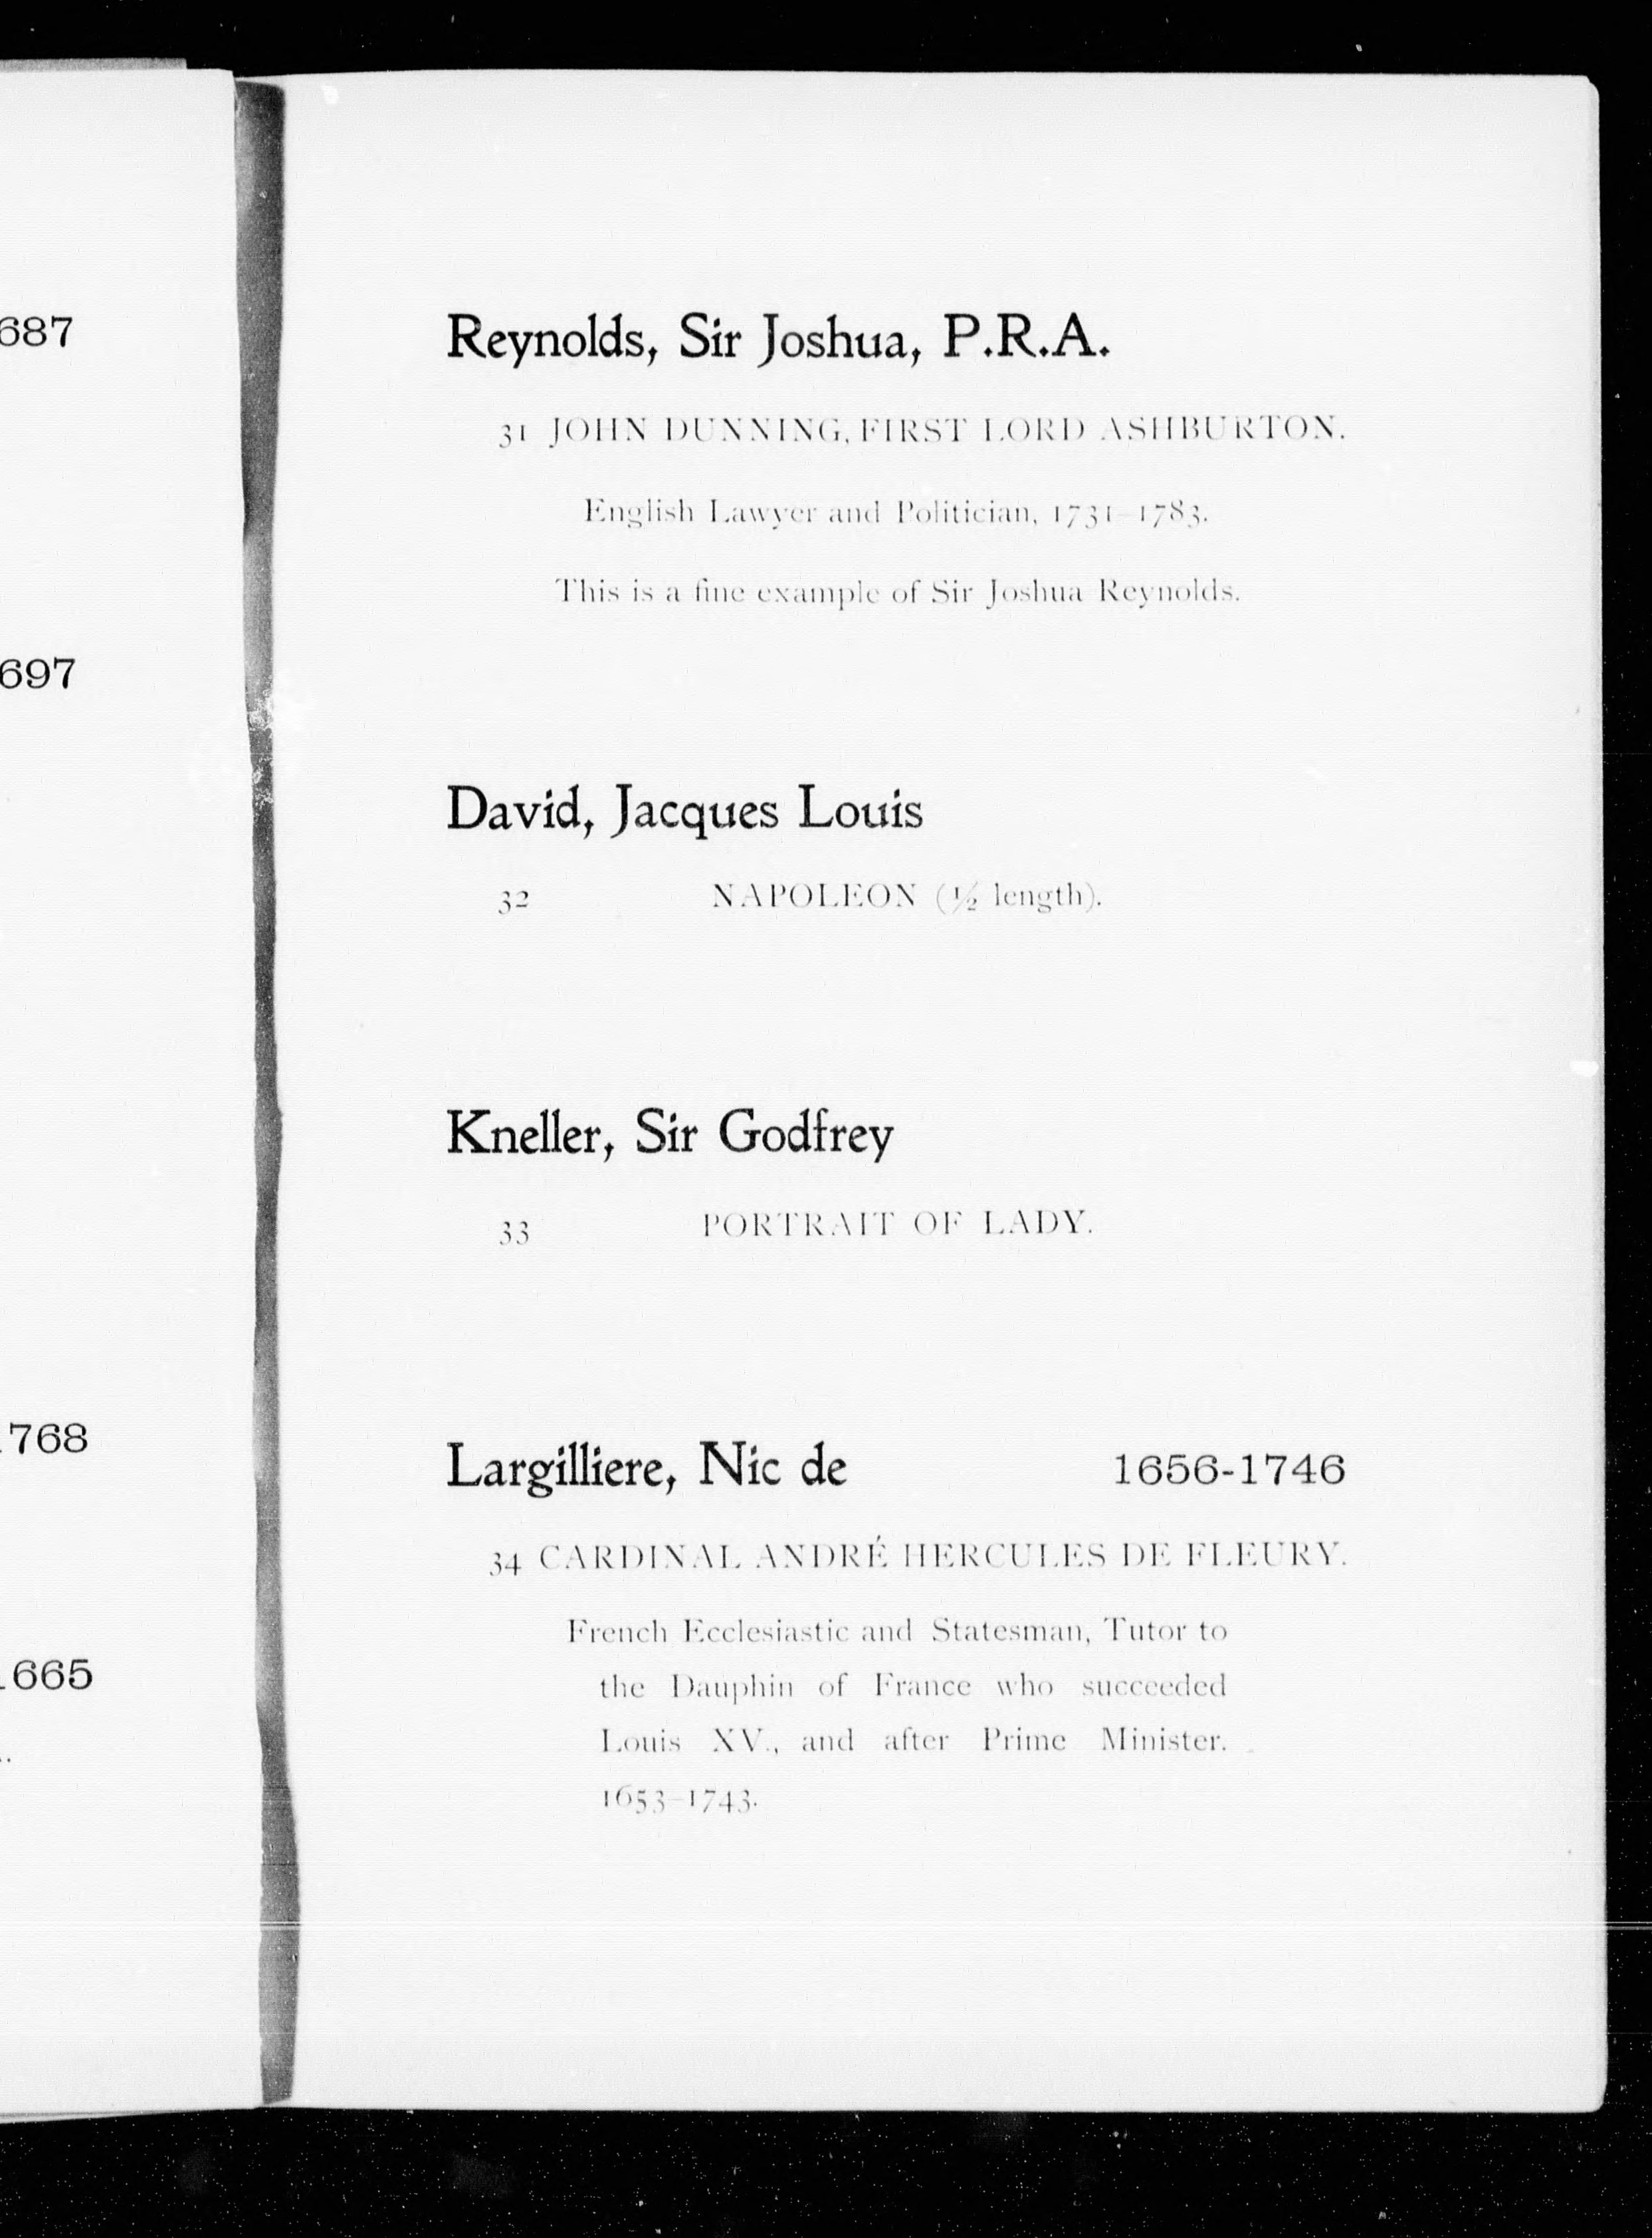 687
697
768
1665
Reynolds, Sir Joshua, P.R.A.
31 JOHN DUNNING, FIRST LORD ASHBURTON.
English Lawyer and Politician, 1731-1783.
This is a fine example of Sir Joshua Reynolds.
David, Jacques Louis
32 NAPOLEON (½ length).
Kneller, Sir Godfrey
33 PORTRAIT OF LADY.
Largilliere, Nic de 1656-1746
34 CARDINAL ANDRÉ HERCULES DE FLEURY.
French Ecclesiastic and Statesman, Tutor to
the Dauphin of France who succeeded
Louis XV., and after Prime Minister.
1653-1743.